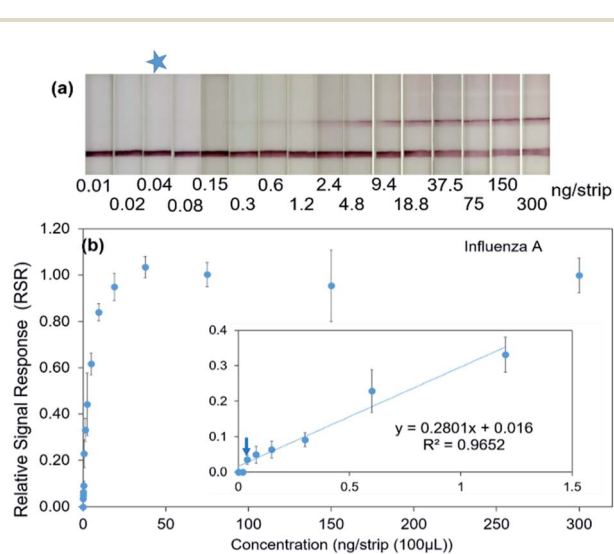 (a)
0.01 0.04 0.15 0.6 2.4 9.4 37.5 150 ng/strip
0.02 0.08 0.3 1.2 4.8 18.8 75 300
(b)
Influenza A
1.20
1.00
0.80
0.60
0.40
0.20
0.00
Relative Signal Response (RSR)
0.4
0.3
0.2
0.1
0.0
y = 0.2801x + 0.016
R² = 0.9652
0 0.5 1 1.5
0 50 100 150 200 250 300
Concentration (ng/strip (100µL))